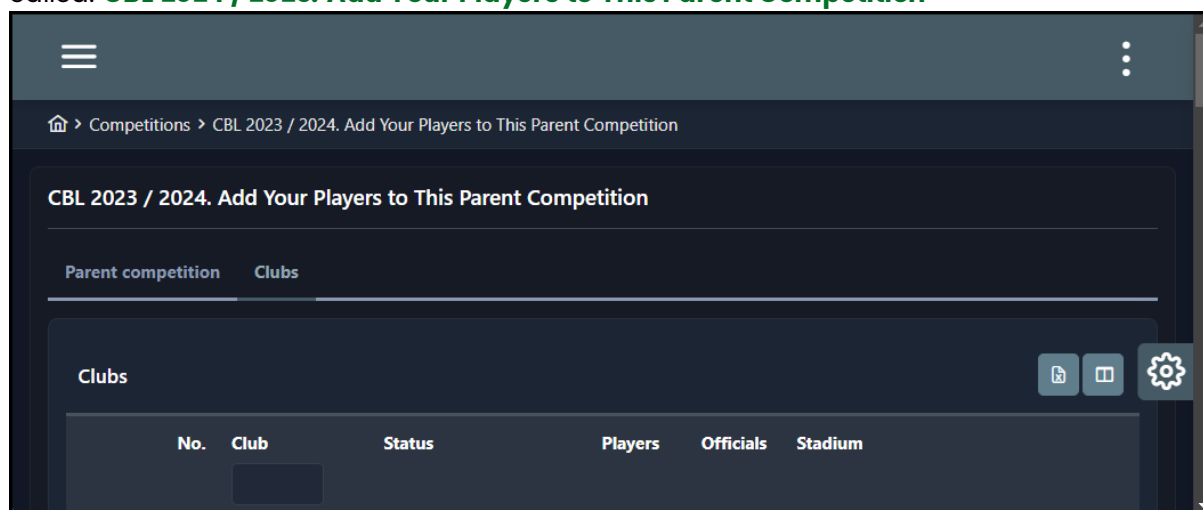 called: CBL 2024 / 2025. Add Your Players to This Parent Competition
Competitions > CBL 2023 / 2024. Add Your Players to This Parent Competition
CBL 2023 / 2024. Add Your Players to This Parent Competition
Parent competition Clubs
Clubs
No. Club Status Players Officials Stadium